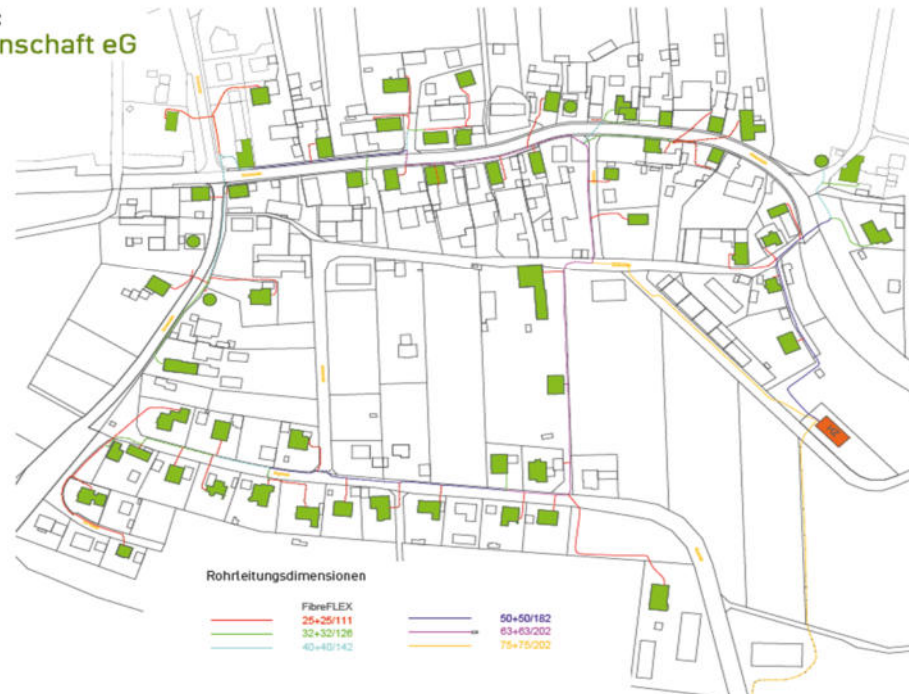 nschaft eG
HZ
Rohrleitungsdimensionen
FibreFLEX
25+25/111
32+32/126
40+40/142
50+50/182
63+63/202
75+75/202